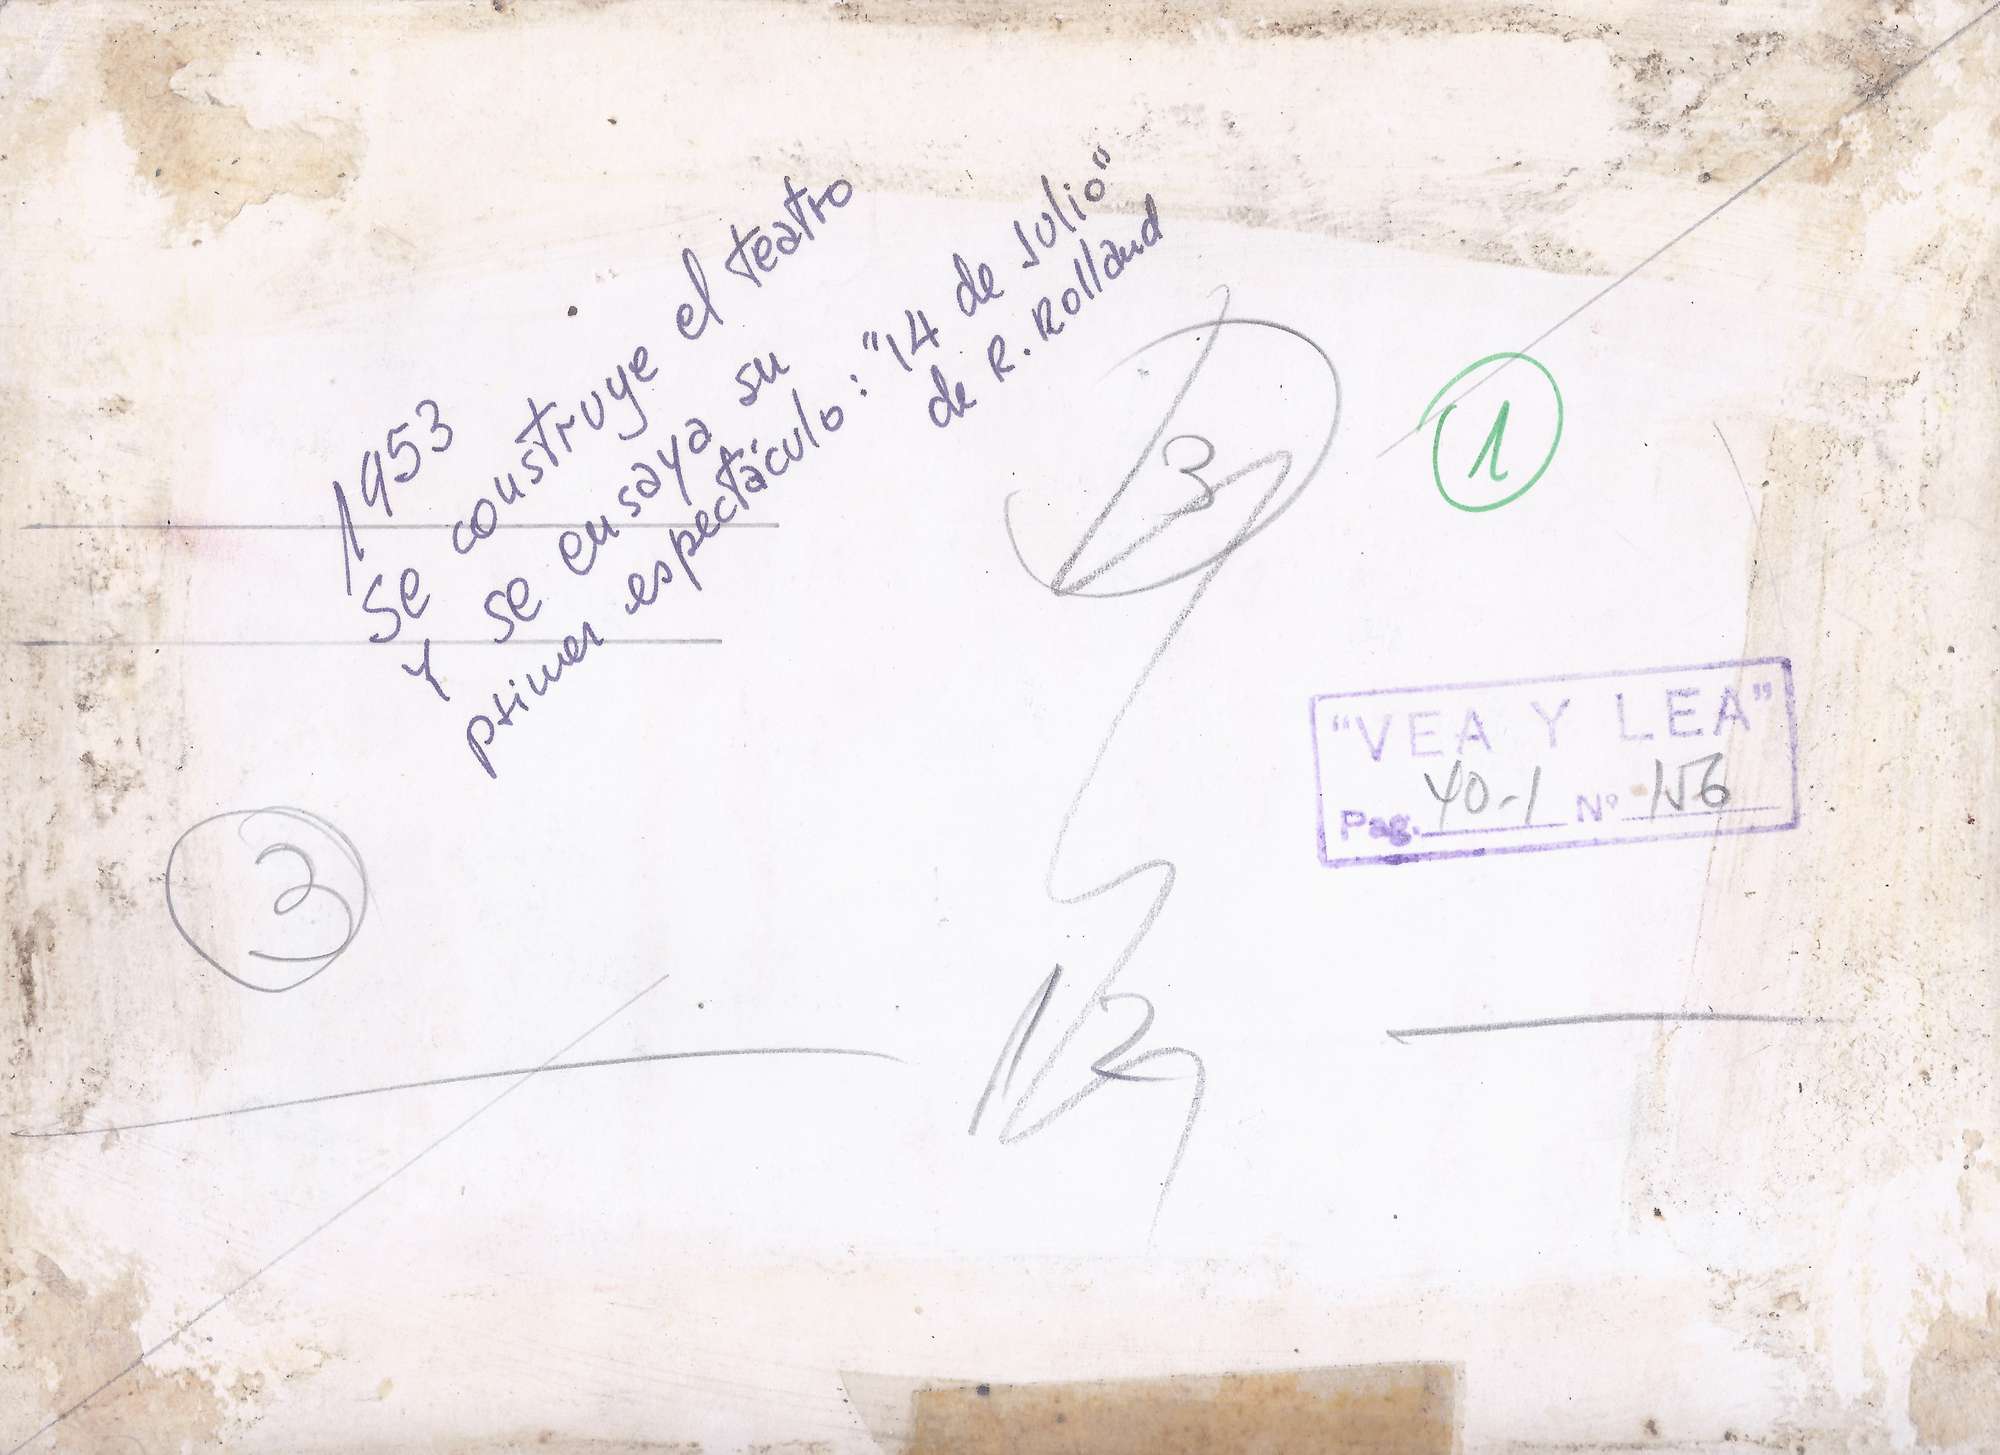 1953
Se construye el teatro
Y se ensaya su
primer espectáculo: "14 de Julio"
de R. Rolland
3
1
"VEA Y LEA"
Pag. 40-1 Nº 156
3
12